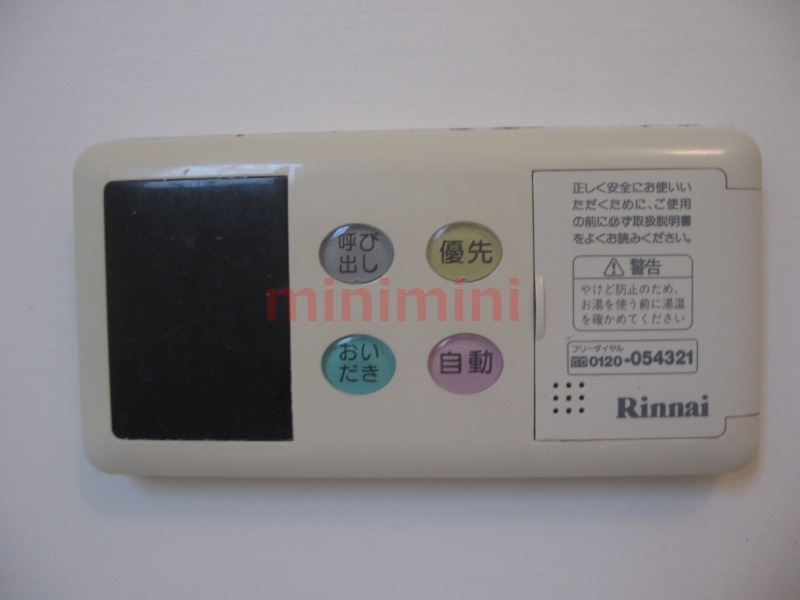 呼び
出し
優先
おい
だき
自動
minimini
正しく安全にお使いい
ただくために、ご使用
の前に必ず取扱説明書
をよくお読みください。
警告
やけど防止のため、
お湯を使う前に湯温
を確かめてください
フリーダイヤル
0120-054321
Rinnai